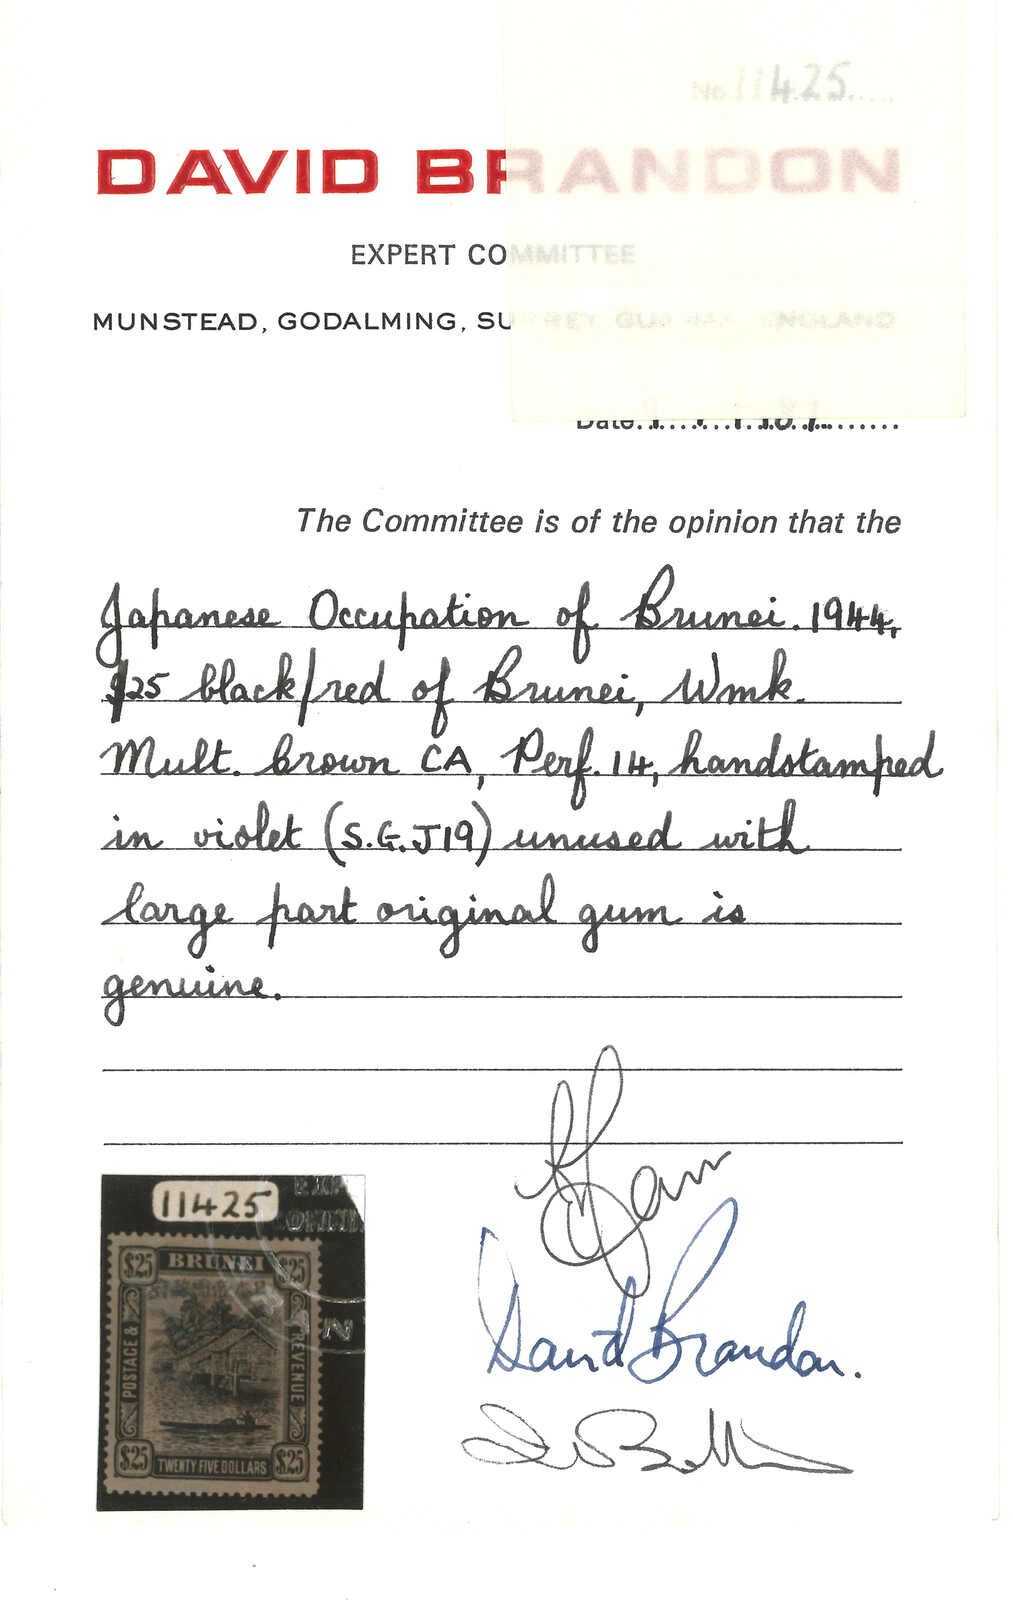 No. 11425
DAVID BRANDON
EXPERT COMMITTEE
MUNSTEAD, GODALMING, SURREY ENGLAND
Date
The Committee is of the opinion that the
Japanese Occupation of Brunei. 1944,
$25 black/red of Brunei, Wmk.
Mult. brown CA, Perf. 14, handstamped
in violet (S.G. J19) unused with
large part original gum is
genuine.
11425
$25 BRUNEI $25
POSTAGE & REVENUE
$25 TWENTY FIVE DOLLARS $25
David Brandon.